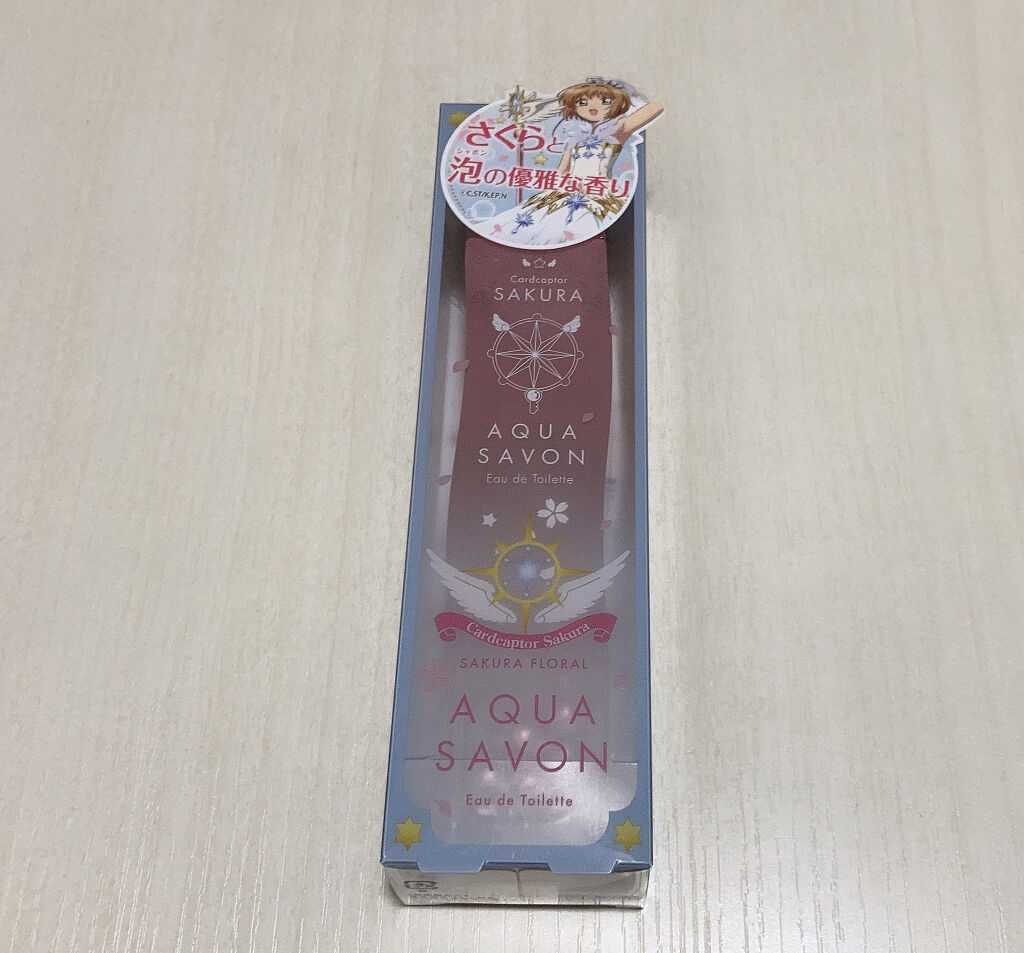 さくらと
シャボン
泡の優雅な香り
©C,ST/K,EP,N
Cardcaptor
SAKURA
AQUA
SAVON
Eau de Toilette
Cardcaptor Sakura
SAKURA FLORAL
AQUA
SAVON
Eau de Toilette